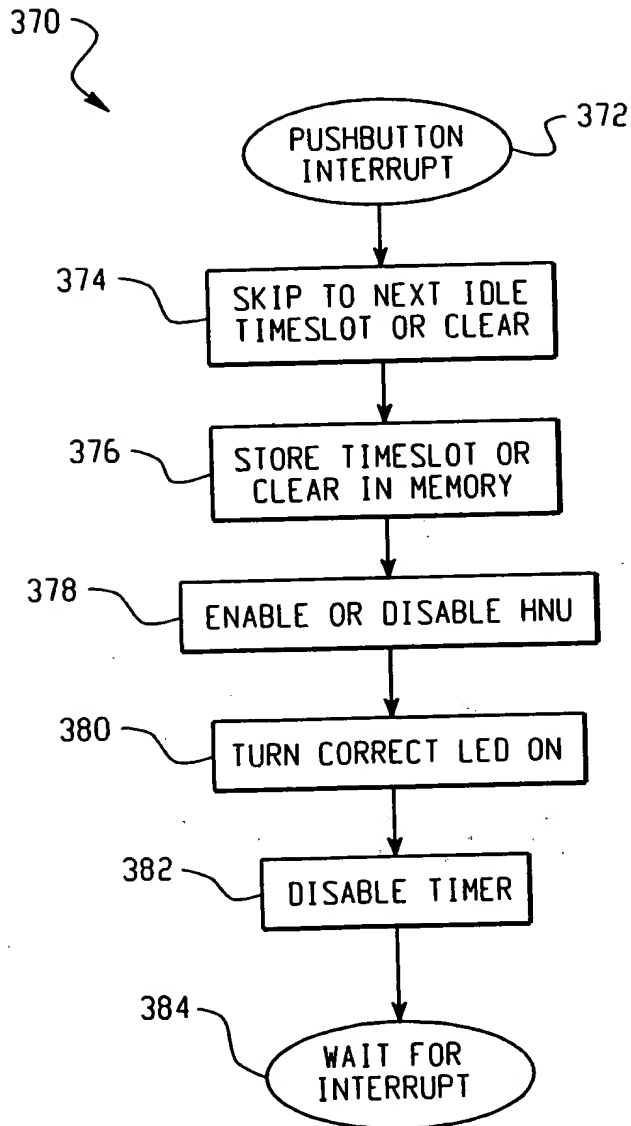 370
PUSHBUTTON
INTERRUPT
372
374
SKIP TO NEXT IDLE
TIMESLOT OR CLEAR
376
STORE TIMESLOT OR
CLEAR IN MEMORY
378
ENABLE OR DISABLE HNU
380
TURN CORRECT LED ON
382
DISABLE TIMER
384
WAIT FOR
INTERRUPT